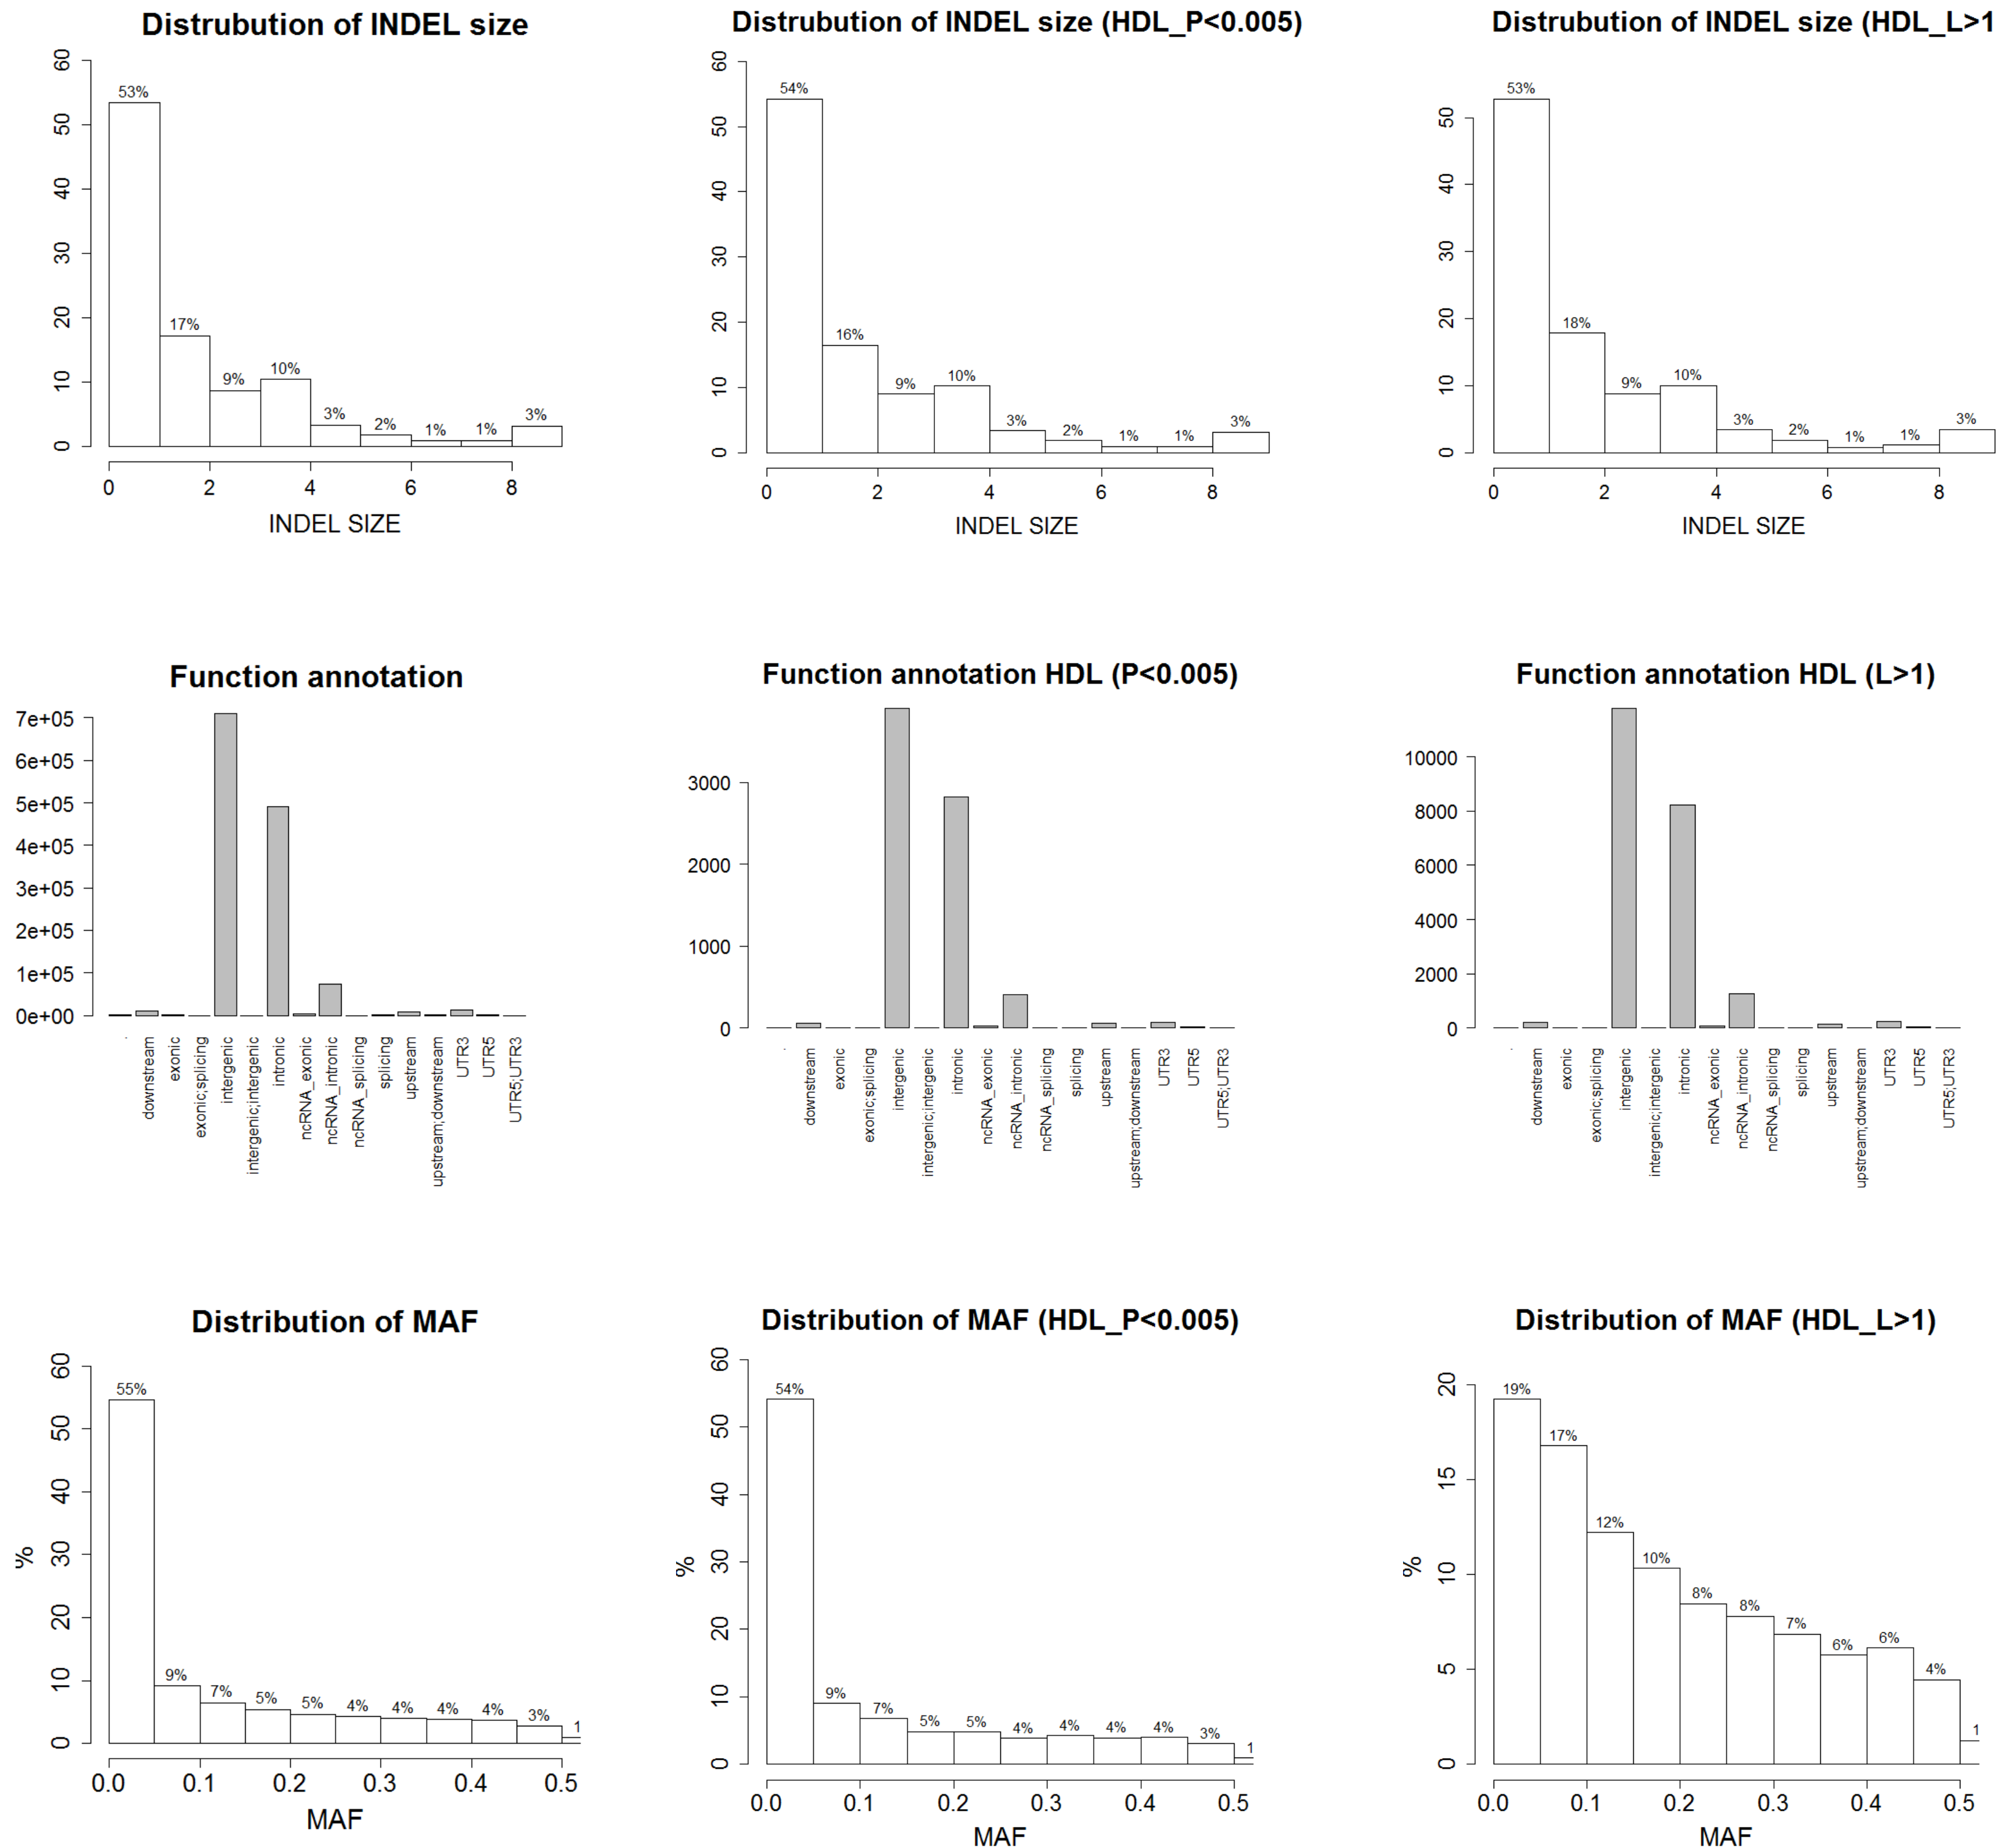 Distrubution of INDEL size
60
50
40
30
20
10
0
53%
17%
9%
10%
3%
2%
1%
1%
3%
0 2 4 6 8
INDEL SIZE
Distrubution of INDEL size (HDL_P<0.005)
60
50
40
30
20
10
0
54%
16%
9%
10%
3%
2%
1%
1%
3%
0 2 4 6 8
INDEL SIZE
Distrubution of INDEL size (HDL_L>1
50
40
30
20
10
0
53%
18%
9%
10%
3%
2%
1%
1%
3%
0 2 4 6 8
INDEL SIZE
Function annotation
7e+05
6e+05
5e+05
4e+05
3e+05
2e+05
1e+05
0e+00
.
downstream
exonic
exonic;splicing
intergenic
intergenic;intergenic
intronic
ncRNA_exonic
ncRNA_intronic
ncRNA_splicing
splicing
upstream
upstream;downstream
UTR3
UTR5
UTR5;UTR3
Function annotation HDL (P<0.005)
3000
2000
1000
0
.
downstream
exonic
exonic;splicing
intergenic
intergenic;intergenic
intronic
ncRNA_exonic
ncRNA_intronic
ncRNA_splicing
splicing
upstream
upstream;downstream
UTR3
UTR5
UTR5;UTR3
Function annotation HDL (L>1)
10000
8000
6000
4000
2000
0
.
downstream
exonic
exonic;splicing
intergenic
intergenic;intergenic
intronic
ncRNA_exonic
ncRNA_intronic
ncRNA_splicing
splicing
upstream
upstream;downstream
UTR3
UTR5
UTR5;UTR3
Distribution of MAF
%
60
50
40
30
20
10
0
55%
9%
7%
5%
5%
4%
4%
4%
4%
3%
1
0.0 0.1 0.2 0.3 0.4 0.5
MAF
Distribution of MAF (HDL_P<0.005)
%
60
50
40
30
20
10
0
54%
9%
7%
5%
5%
4%
4%
4%
4%
3%
1
0.0 0.1 0.2 0.3 0.4 0.5
MAF
Distribution of MAF (HDL_L>1)
%
20
15
10
5
0
19%
17%
12%
10%
8%
8%
7%
6%
6%
4%
1
0.0 0.1 0.2 0.3 0.4 0.5
MAF